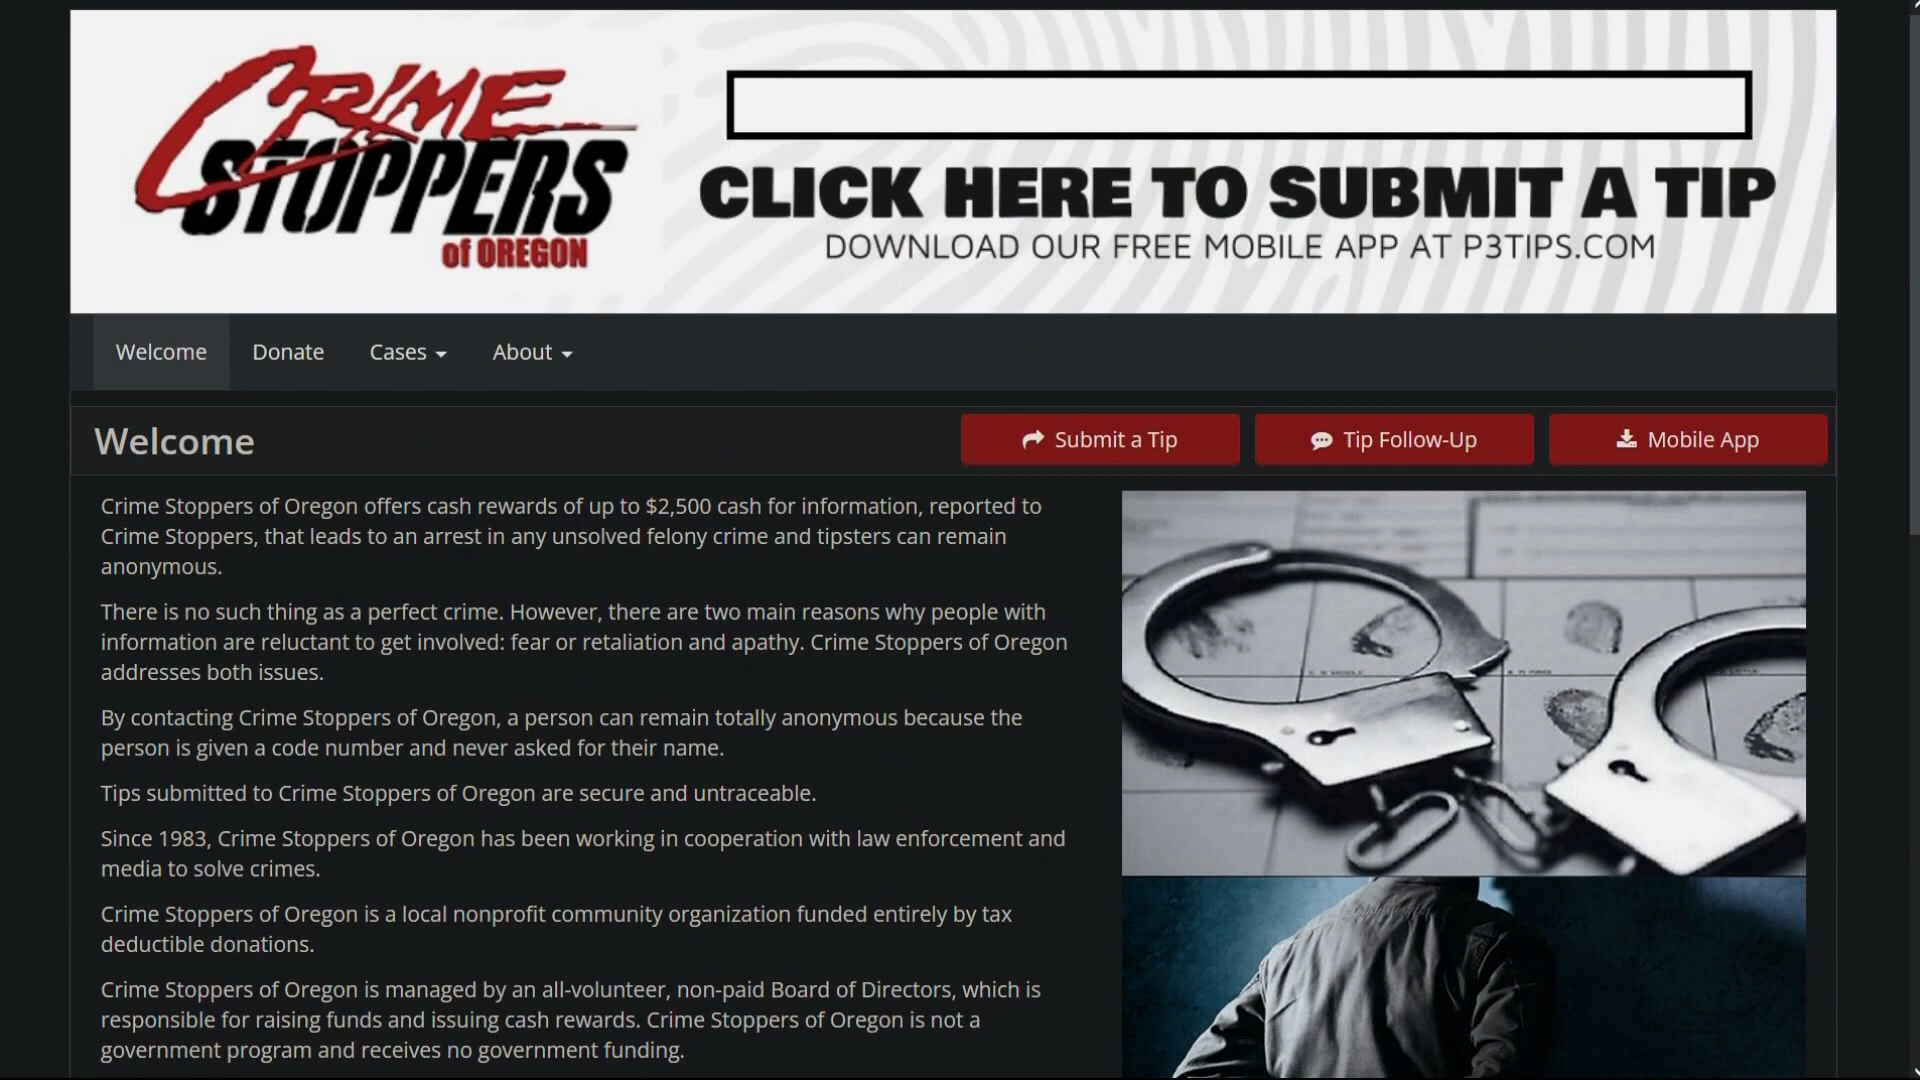 CRIME
STOPPERS
of OREGON
CLICK HERE TO SUBMIT A TIP
DOWNLOAD OUR FREE MOBILE APP AT P3TIPS.COM
Welcome Donate Cases About
Welcome
Submit a Tip Tip Follow-Up Mobile App
Crime Stoppers of Oregon offers cash rewards of up to $2,500 cash for information, reported to
Crime Stoppers, that leads to an arrest in any unsolved felony crime and tipsters can remain
anonymous.
There is no such thing as a perfect crime. However, there are two main reasons why people with
information are reluctant to get involved: fear or retaliation and apathy. Crime Stoppers of Oregon
addresses both issues.
By contacting Crime Stoppers of Oregon, a person can remain totally anonymous because the
person is given a code number and never asked for their name.
Tips submitted to Crime Stoppers of Oregon are secure and untraceable.
Since 1983, Crime Stoppers of Oregon has been working in cooperation with law enforcement and
media to solve crimes.
Crime Stoppers of Oregon is a local nonprofit community organization funded entirely by tax
deductible donations.
Crime Stoppers of Oregon is managed by an all-volunteer, non-paid Board of Directors, which is
responsible for raising funds and issuing cash rewards. Crime Stoppers of Oregon is not a
government program and receives no government funding.